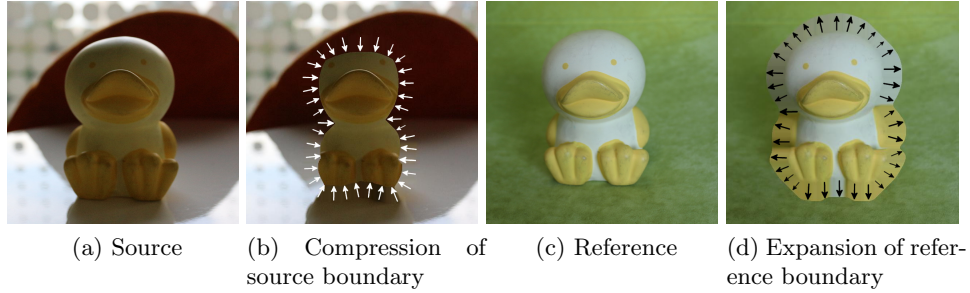 (a) Source
(b) Compression of
source boundary
(c) Reference
(d) Expansion of refer-
ence boundary